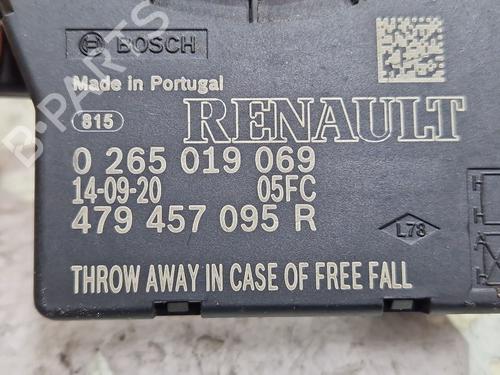 BOSCH
Made in Portugal
815
RENAULT
0 265 019 069
14-09-20 05FC
479 457 095 R
L78
THROW AWAY IN CASE OF FREE FALL
B-PARTS